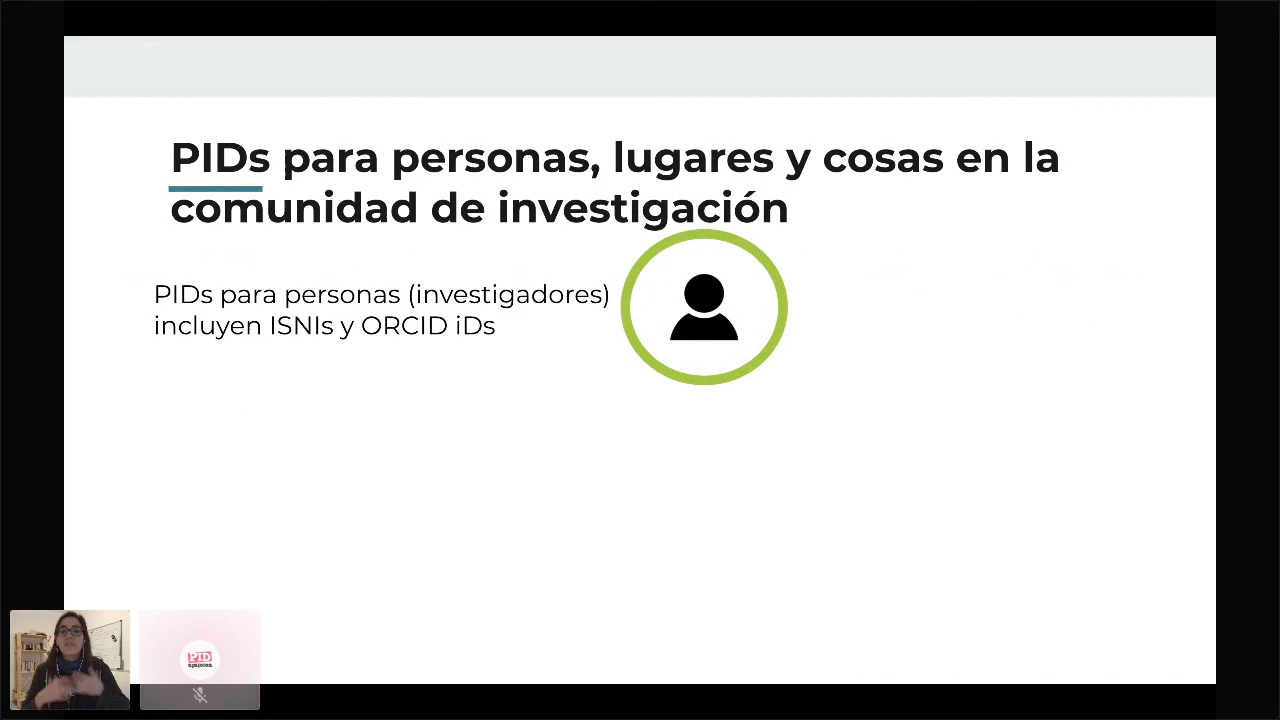 PIDs para personas, lugares y cosas en la
comunidad de investigación
PIDs para personas (investigadores)
incluyen ISNIs y ORCID iDs
PID